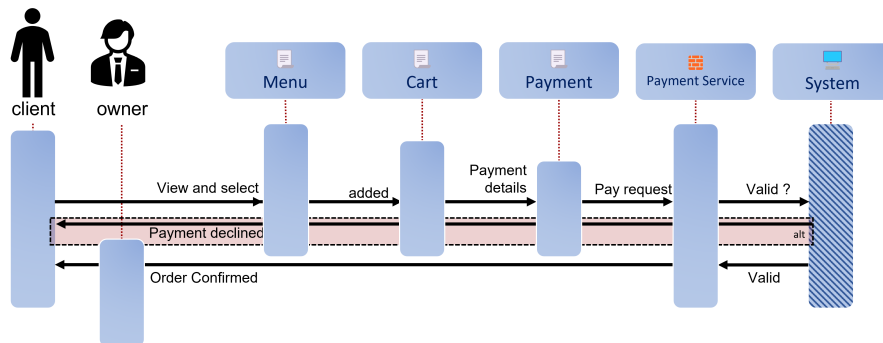 client
owner
Menu
Cart
Payment
Payment Service
System
View and select
added
Payment
details
Pay request
Valid ?
Payment declined
alt
Order Confirmed
Valid